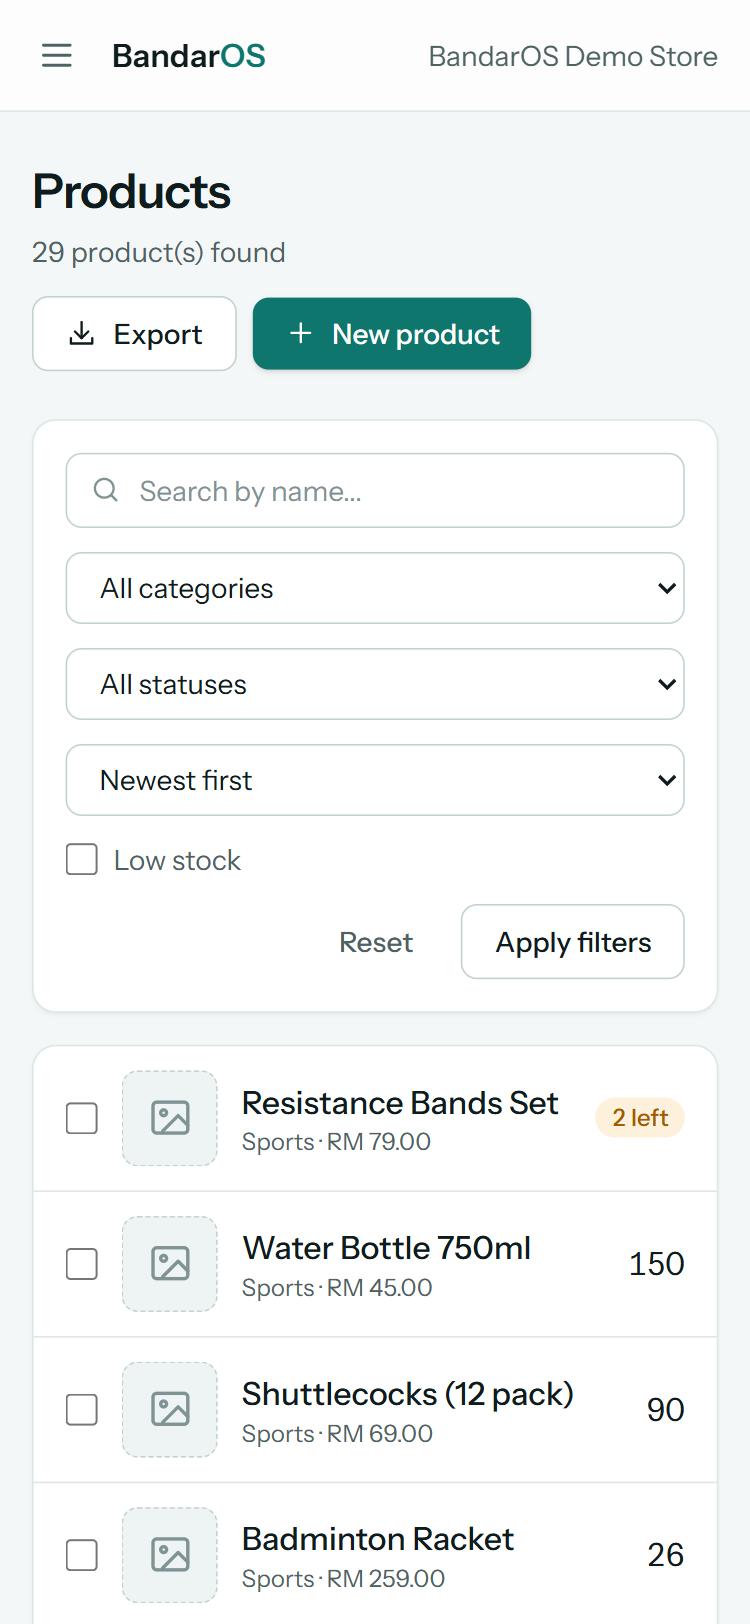 BandarOS
BandarOS Demo Store
Products
29 product(s) found
Export
New product
Search by name...
All categories
All statuses
Newest first
Low stock
Reset
Apply filters
Resistance Bands Set
Sports · RM 79.00
2 left
Water Bottle 750ml
Sports · RM 45.00
150
Shuttlecocks (12 pack)
Sports · RM 69.00
90
Badminton Racket
Sports · RM 259.00
26